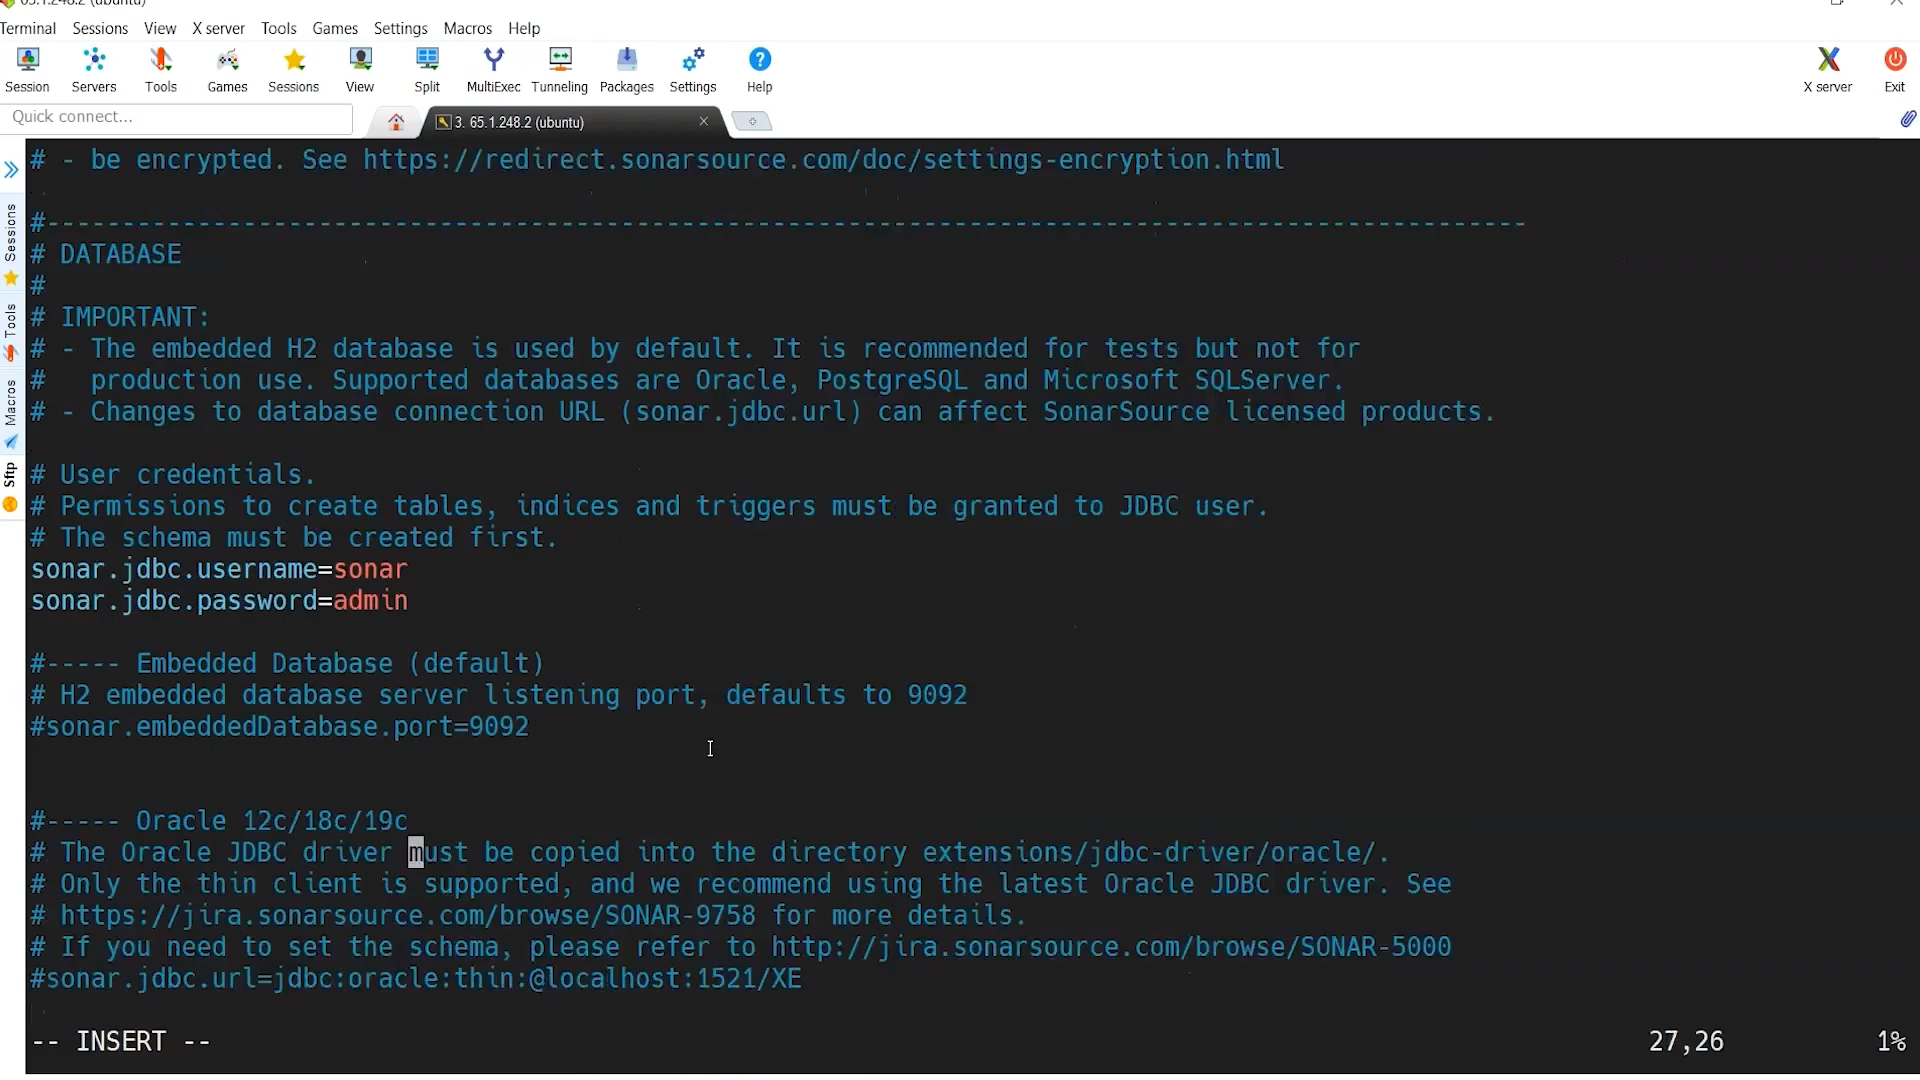 65.1.248.2 (ubuntu)
Terminal Sessions View X server Tools Games Settings Macros Help
Session Servers Tools Games Sessions View Split MultiExec Tunneling Packages Settings Help X server Exit
Quick connect...
3. 65.1.248.2 (ubuntu)
Sessions
Tools
Macros
Sftp
# - be encrypted. See https://redirect.sonarsource.com/doc/settings-encryption.html
#--------------------------------------------------------------------------------------------------
# DATABASE
#
# IMPORTANT:
# - The embedded H2 database is used by default. It is recommended for tests but not for
#   production use. Supported databases are Oracle, PostgreSQL and Microsoft SQLServer.
# - Changes to database connection URL (sonar.jdbc.url) can affect SonarSource licensed products.
# User credentials.
# Permissions to create tables, indices and triggers must be granted to JDBC user.
# The schema must be created first.
sonar.jdbc.username=sonar
sonar.jdbc.password=admin
#----- Embedded Database (default)
# H2 embedded database server listening port, defaults to 9092
#sonar.embeddedDatabase.port=9092
#----- Oracle 12c/18c/19c
# The Oracle JDBC driver must be copied into the directory extensions/jdbc-driver/oracle/.
# Only the thin client is supported, and we recommend using the latest Oracle JDBC driver. See
# https://jira.sonarsource.com/browse/SONAR-9758 for more details.
# If you need to set the schema, please refer to http://jira.sonarsource.com/browse/SONAR-5000
#sonar.jdbc.url=jdbc:oracle:thin:@localhost:1521/XE
-- INSERT -- 27,26 1%